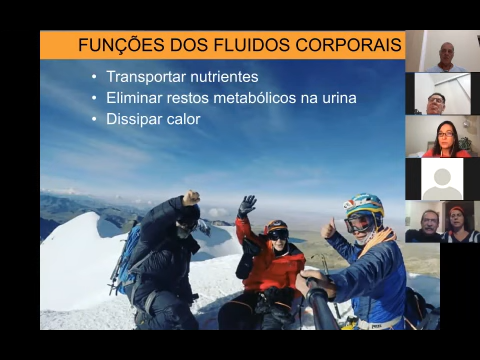 FUNÇÕES DOS FLUIDOS CORPORAIS
• Transportar nutrientes
• Eliminar restos metabólicos na urina
• Dissipar calor